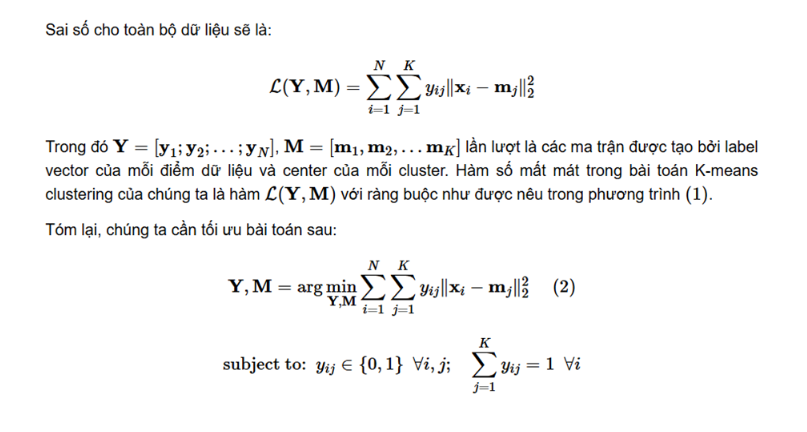 Sai số cho toàn bộ dữ liệu sẽ là:
$$\mathcal{L}(\mathbf{Y}, \mathbf{M}) = \sum_{i=1}^{N} \sum_{j=1}^{K} y_{ij} \|\mathbf{x}_i - \mathbf{m}_j\|_2^2$$
Trong đó $\mathbf{Y} = [\mathbf{y}_1; \mathbf{y}_2; \ldots; \mathbf{y}_N]$, $\mathbf{M} = [\mathbf{m}_1, \mathbf{m}_2, \ldots \mathbf{m}_K]$ lần lượt là các ma trận được tạo bởi label
vector của mỗi điểm dữ liệu và center của mỗi cluster. Hàm số mất mát trong bài toán K-means
clustering của chúng ta là hàm $\mathcal{L}(\mathbf{Y}, \mathbf{M})$ với ràng buộc như được nêu trong phương trình (1).
Tóm lại, chúng ta cần tối ưu bài toán sau:
$$\mathbf{Y}, \mathbf{M} = \arg\min_{\mathbf{Y}, \mathbf{M}} \sum_{i=1}^{N} \sum_{j=1}^{K} y_{ij} \|\mathbf{x}_i - \mathbf{m}_j\|_2^2 \quad (2)$$
$$\text{subject to: } y_{ij} \in \{0, 1\} \ \forall i, j; \quad \sum_{j=1}^{K} y_{ij} = 1 \ \forall i$$